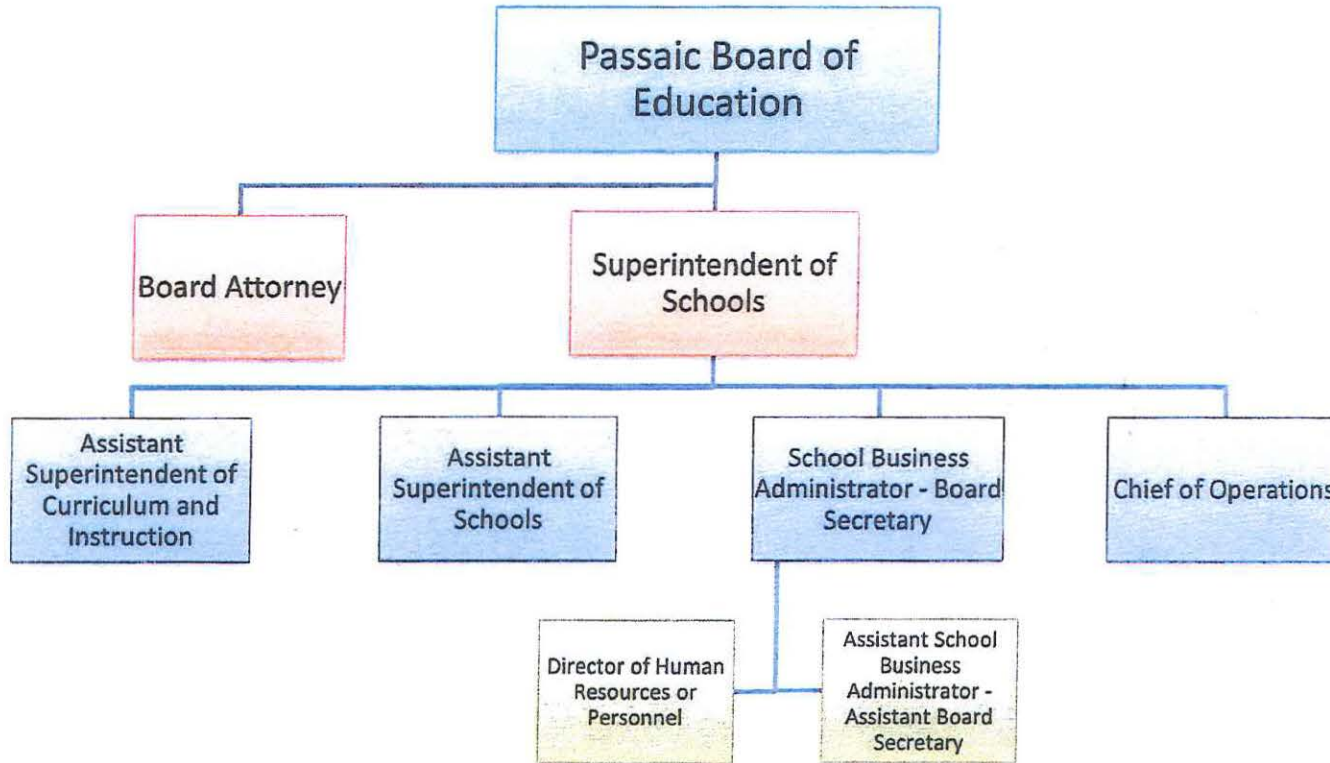 Passaic Board of
Education
Board Attorney
Superintendent of
Schools
Assistant
Superintendent of
Curriculum and
Instruction
Assistant
Superintendent of
Schools
School Business
Administrator - Board
Secretary
Chief of Operations
Director of Human
Resources or
Personnel
Assistant School
Business
Administrator -
Assistant Board
Secretary